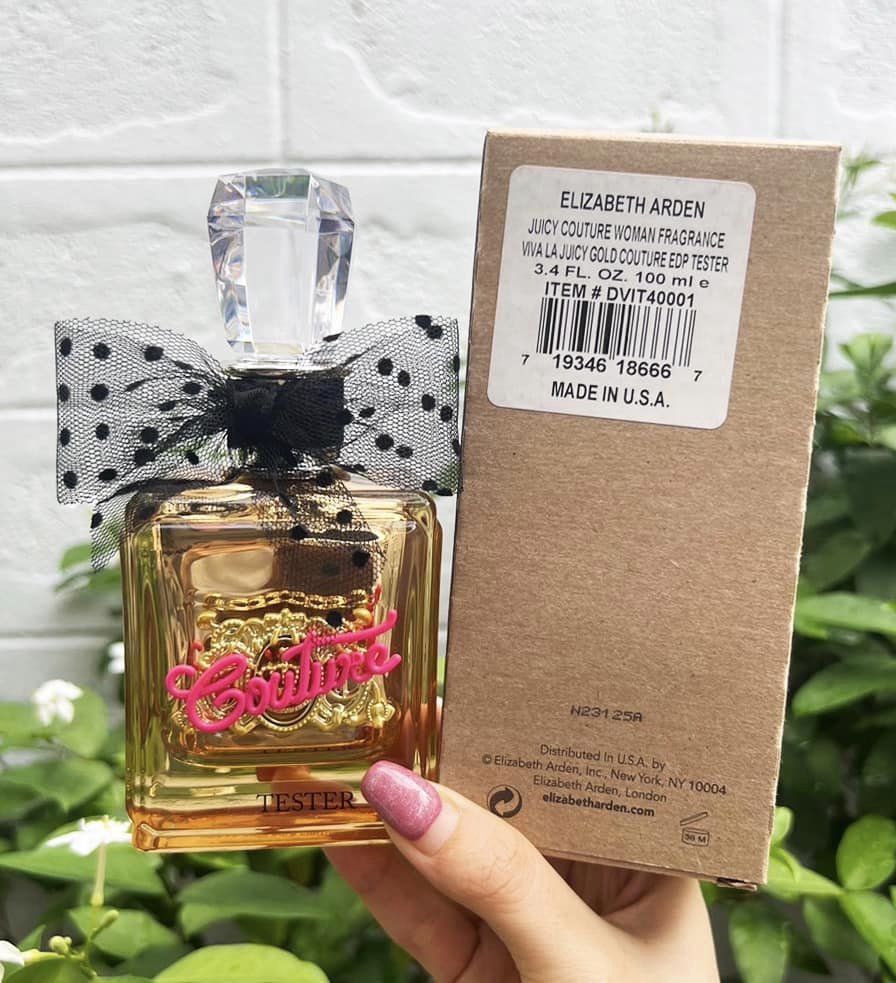 Couture
TESTER
ELIZABETH ARDEN
JUICY COUTURE WOMAN FRAGRANCE
VIVA LA JUICY GOLD COUTURE EDP TESTER
3.4 FL. OZ. 100 ml e
ITEM # DVIT40001
7 19346 18666 7
MADE IN U.S.A.
N23125A
Distributed In U.S.A. by
© Elizabeth Arden, Inc., New York, NY 10004
Elizabeth Arden, London
elizabetharden.com
36 M